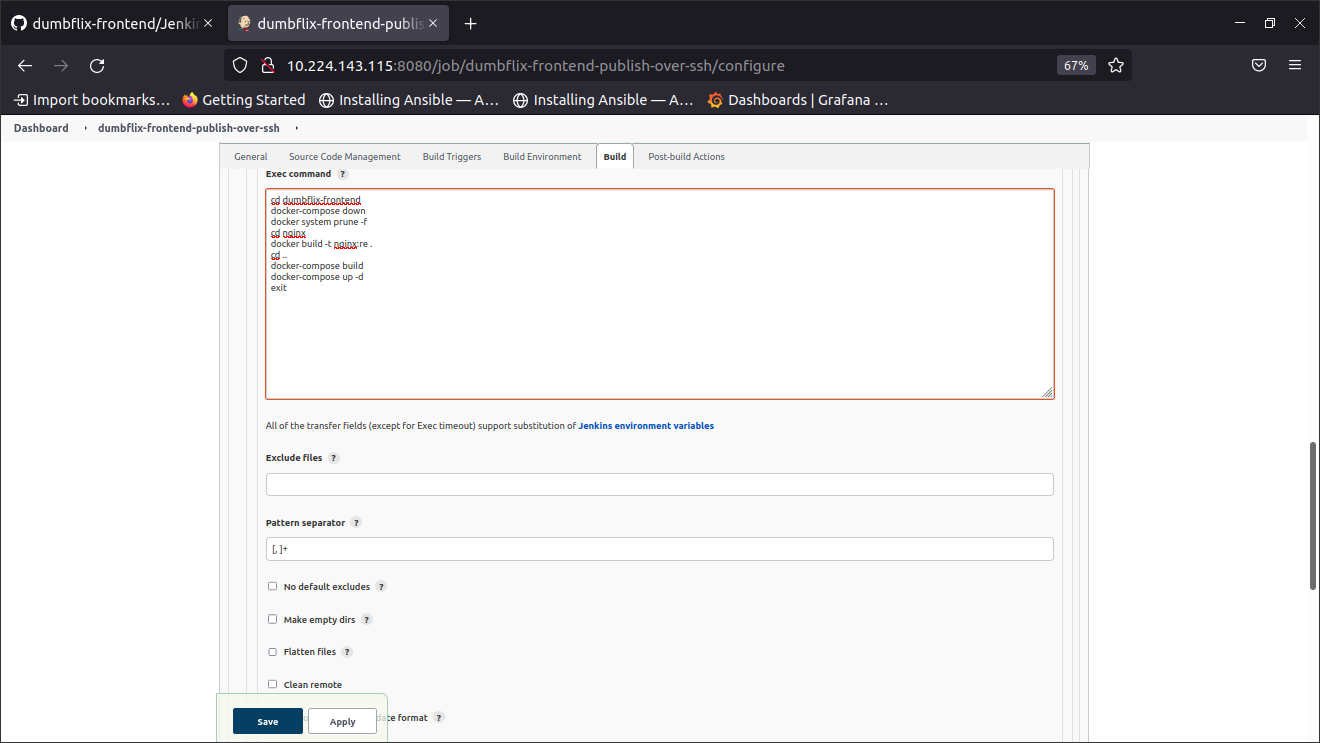 dumbflix-frontend/Jenkin
dumbflix-frontend-publis
10.224.143.115:8080/job/dumbflix-frontend-publish-over-ssh/configure
67%
Import bookmarks…
Getting Started
Installing Ansible — A…
Installing Ansible — A…
Dashboards | Grafana …
Dashboard
dumbflix-frontend-publish-over-ssh
General
Source Code Management
Build Triggers
Build Environment
Build
Post-build Actions
Exec command ?
cd dumbflix-frontend
docker-compose down
docker system prune -f
cd nginx
docker build -t nginx:re .
cd ..
docker-compose build
docker-compose up -d
exit
All of the transfer fields (except for Exec timeout) support substitution of Jenkins environment variables
Exclude files ?
Pattern separator ?
[, ]+
No default excludes ?
Make empty dirs ?
Flatten files ?
Clean remote
format ?
Save
Apply